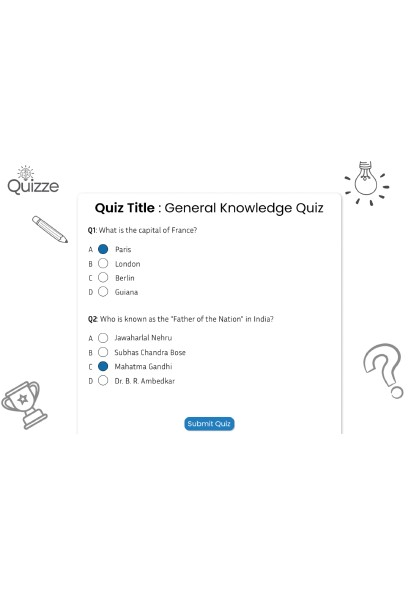 Quizze
Quiz Title : General Knowledge Quiz
Q1: What is the capital of France?
A Paris
B London
C Berlin
D Guiana
Q2: Who is known as the "Father of the Nation" in India?
A Jawaharlal Nehru
B Subhas Chandra Bose
C Mahatma Gandhi
D Dr. B. R. Ambedkar
Submit Quiz